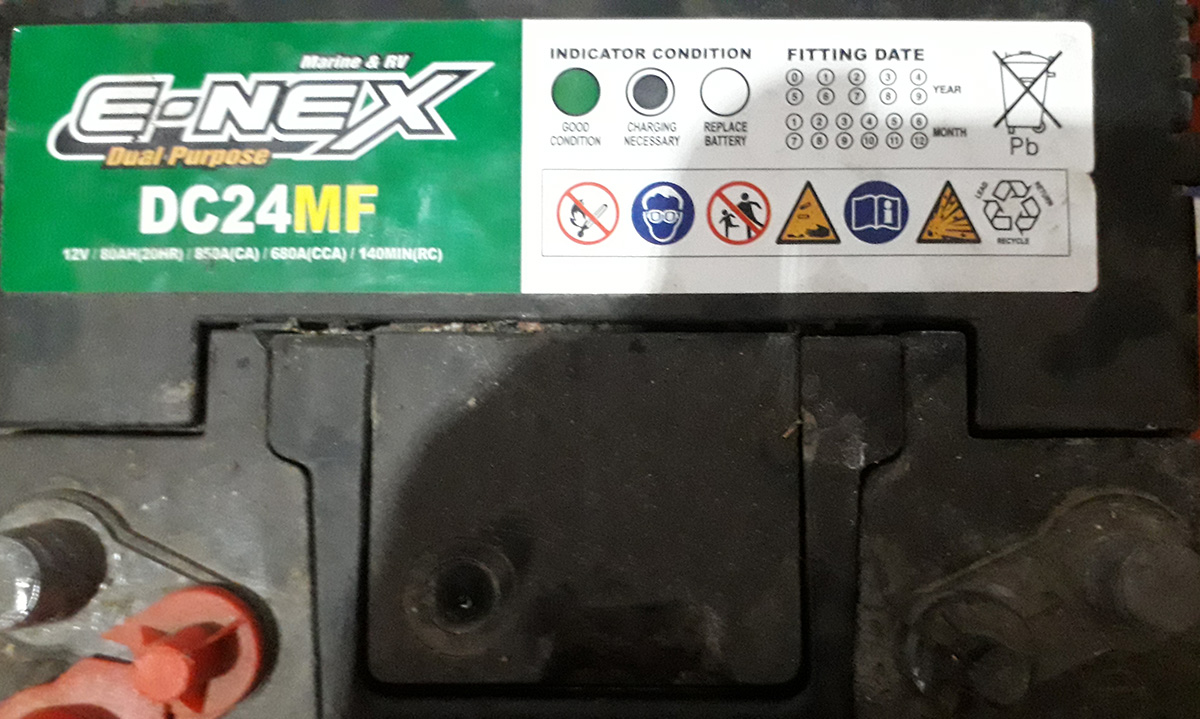 Marine & RV
E-NEX
Dual Purpose
DC24MF
12V / 80AH(20HR) / 850A(CA) / 680A(CCA) / 140MIN(RC)
INDICATOR CONDITION
GOOD CONDITION
CHARGING NECESSARY
REPLACE BATTERY
FITTING DATE
0 1 2 3 4
5 6 7 8 9
YEAR
1 2 3 4 5 6
7 8 9 10 11 12
MONTH
Pb
LEAD
RETURN
RECYCLE